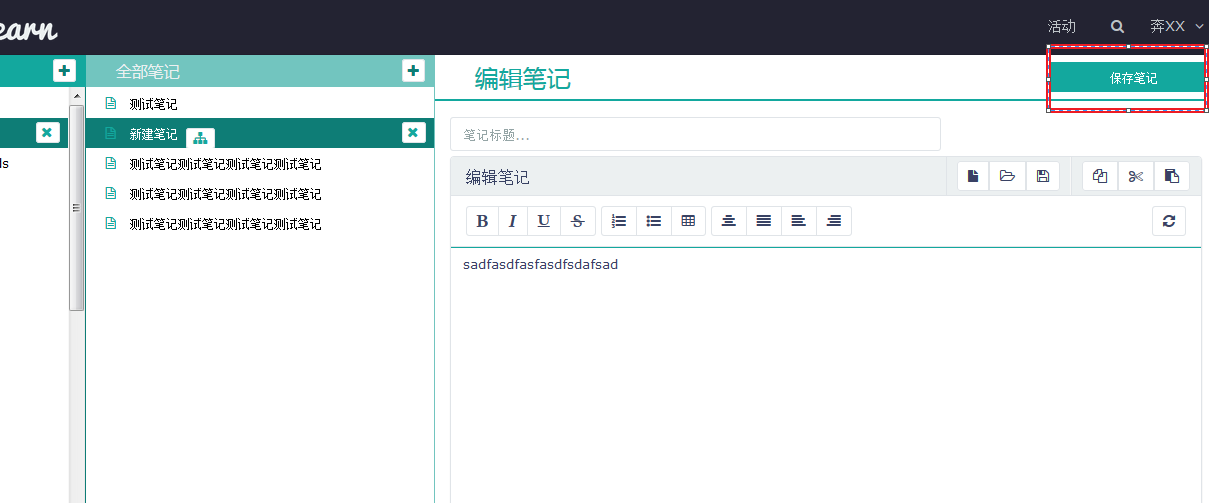 earn
活动
奔XX
全部笔记
编辑笔记
保存笔记
ls
测试笔记
新建笔记
测试笔记测试笔记测试笔记测试笔记
测试笔记测试笔记测试笔记测试笔记
测试笔记测试笔记测试笔记测试笔记
笔记标题...
编辑笔记
B I U S
sadfasdfasfasdfsdafsad